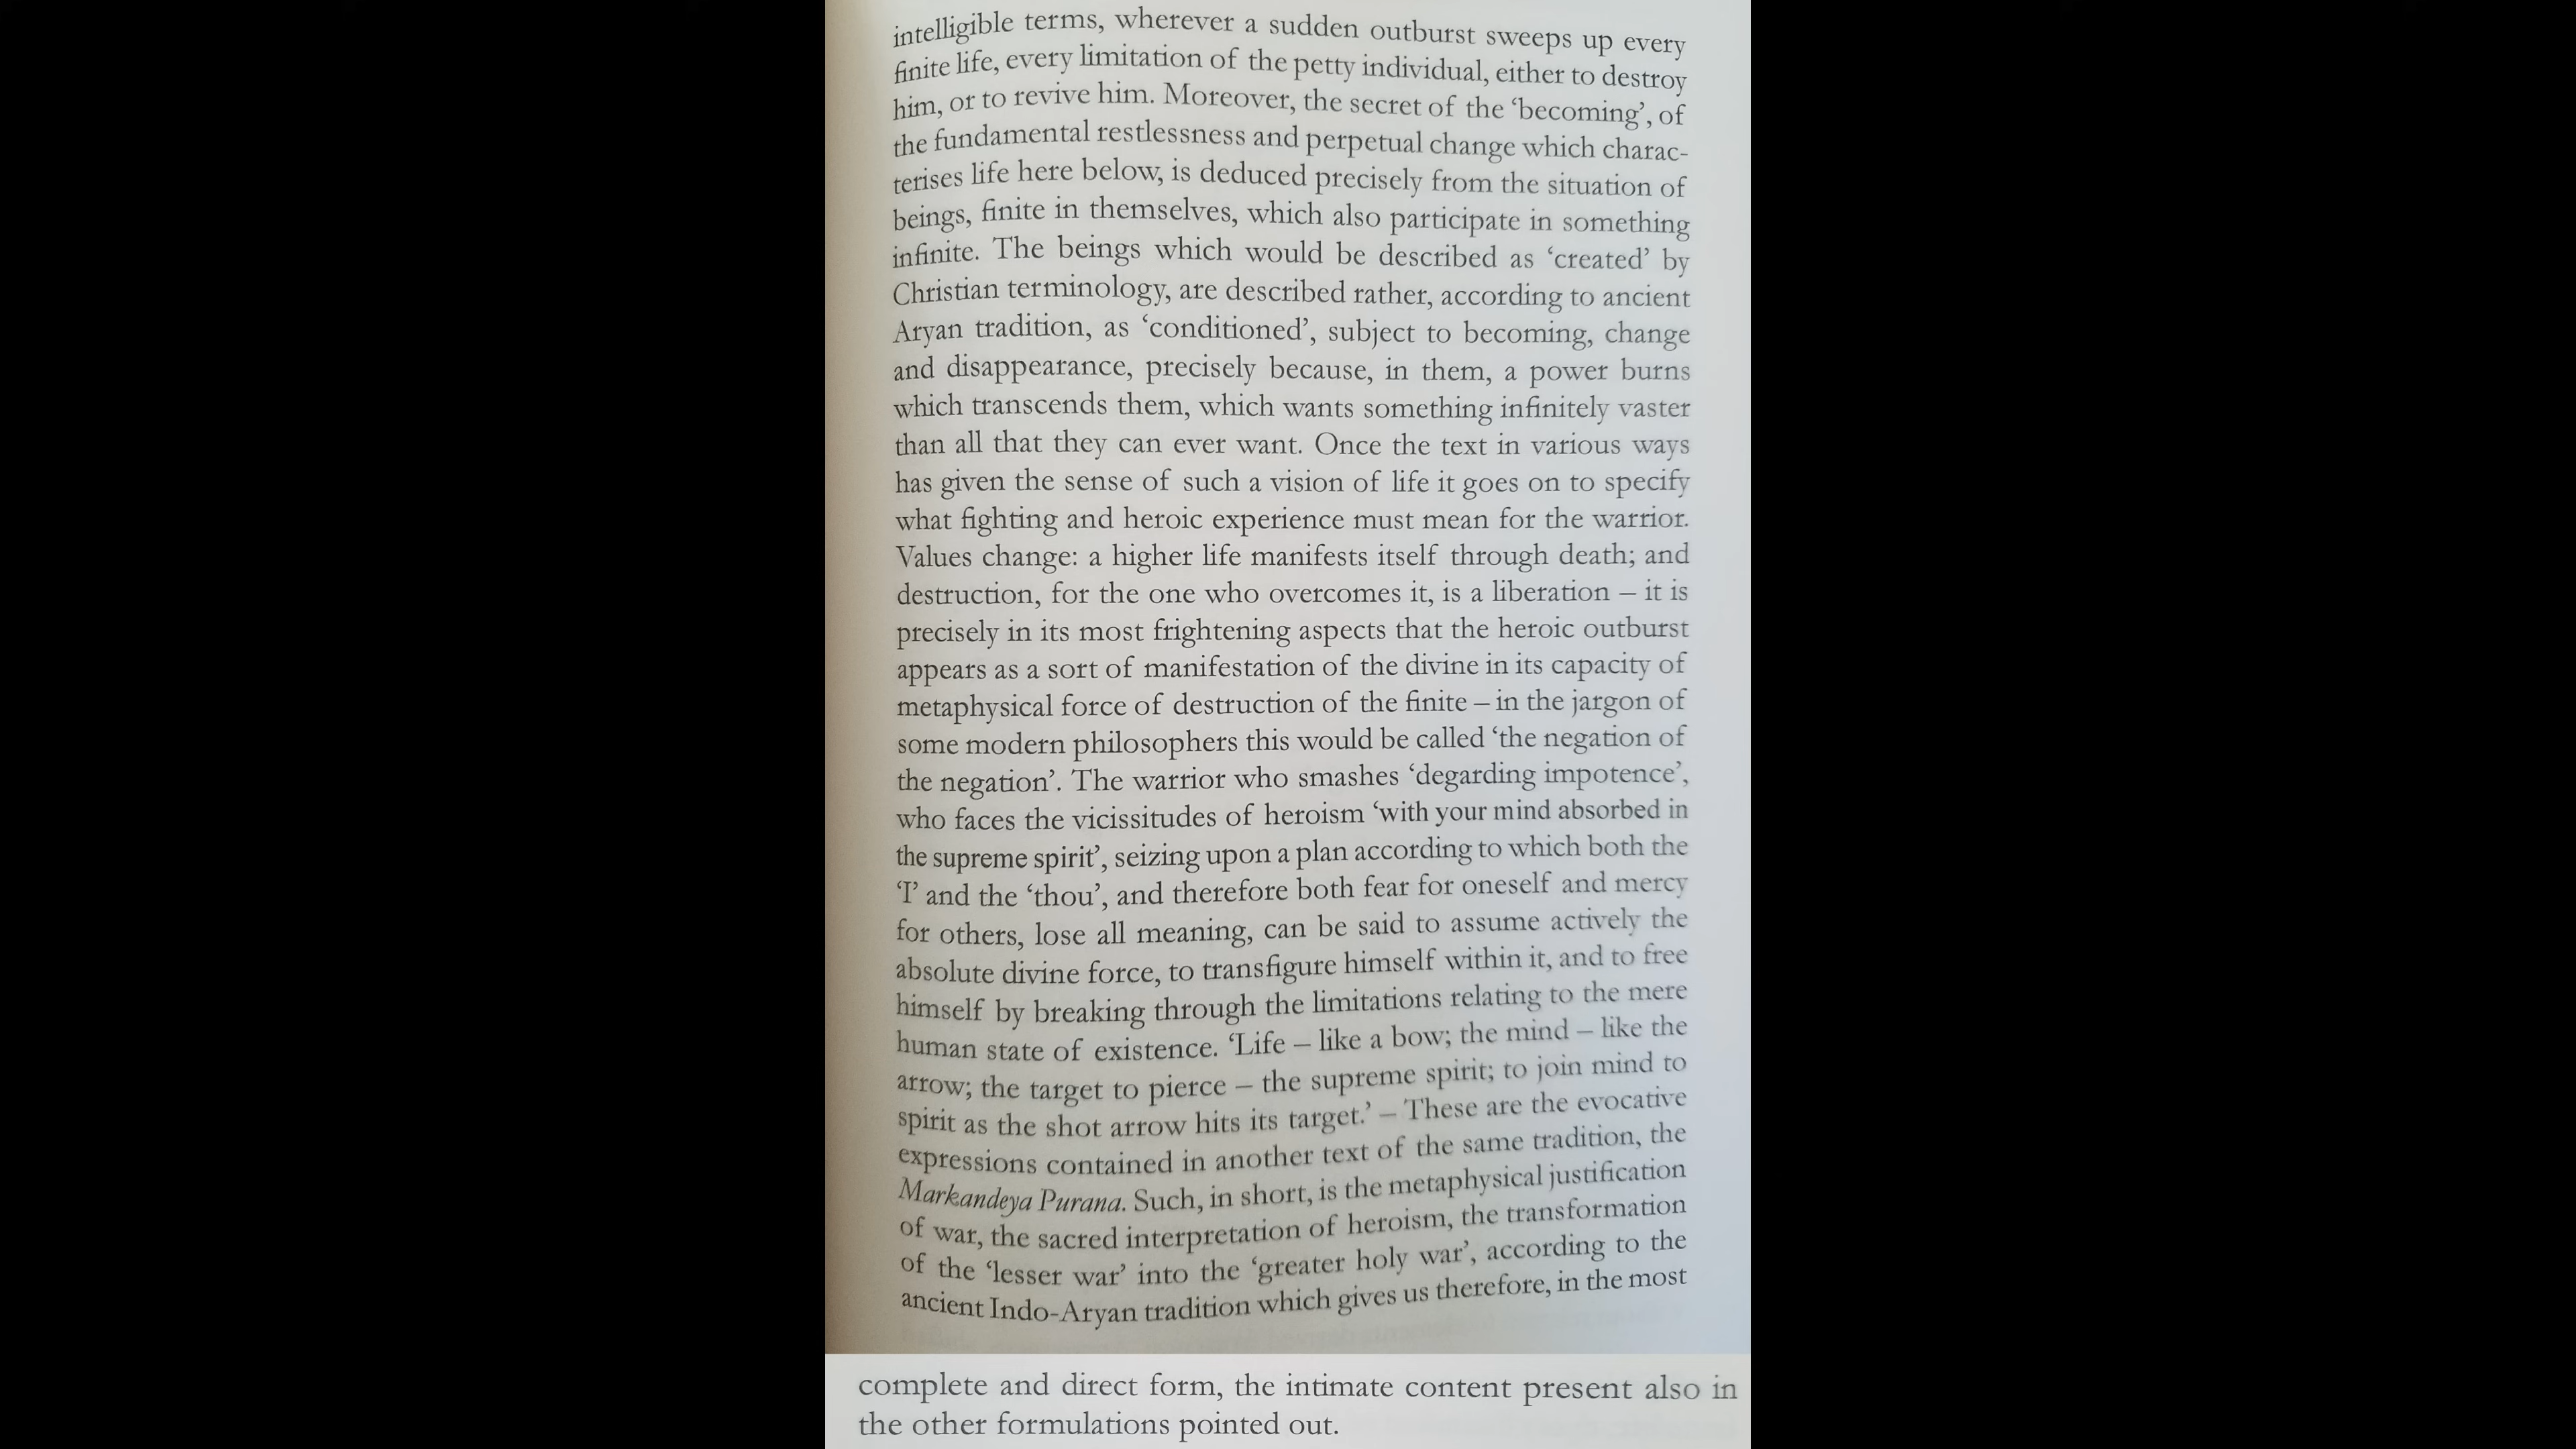 intelligible terms, wherever a sudden outburst sweeps up every
finite life, every limitation of the petty individual, either to destroy
him, or to revive him. Moreover, the secret of the ‘becoming’, of
the fundamental restlessness and perpetual change which charac-
terises life here below, is deduced precisely from the situation of
beings, finite in themselves, which also participate in something
infinite. The beings which would be described as ‘created’ by
Christian terminology, are described rather, according to ancient
Aryan tradition, as ‘conditioned’, subject to becoming, change
and disappearance, precisely because, in them, a power burns
which transcends them, which wants something infinitely vaster
than all that they can ever want. Once the text in various ways
has given the sense of such a vision of life it goes on to specify
what fighting and heroic experience must mean for the warrior.
Values change: a higher life manifests itself through death; and
destruction, for the one who overcomes it, is a liberation – it is
precisely in its most frightening aspects that the heroic outburst
appears as a sort of manifestation of the divine in its capacity of
metaphysical force of destruction of the finite – in the jargon of
some modern philosophers this would be called ‘the negation of
the negation’. The warrior who smashes ‘degarding impotence’,
who faces the vicissitudes of heroism ‘with your mind absorbed in
the supreme spirit’, seizing upon a plan according to which both the
‘I’ and the ‘thou’, and therefore both fear for oneself and mercy
for others, lose all meaning, can be said to assume actively the
absolute divine force, to transfigure himself within it, and to free
himself by breaking through the limitations relating to the mere
human state of existence. ‘Life – like a bow; the mind – like the
arrow; the target to pierce – the supreme spirit; to join mind to
spirit as the shot arrow hits its target.’ – These are the evocative
expressions contained in another text of the same tradition, the
Markandeya Purana. Such, in short, is the metaphysical justification
of war, the sacred interpretation of heroism, the transformation
of the ‘lesser war’ into the ‘greater holy war’, according to the
ancient Indo-Aryan tradition which gives us therefore, in the most
complete and direct form, the intimate content present also in
the other formulations pointed out.